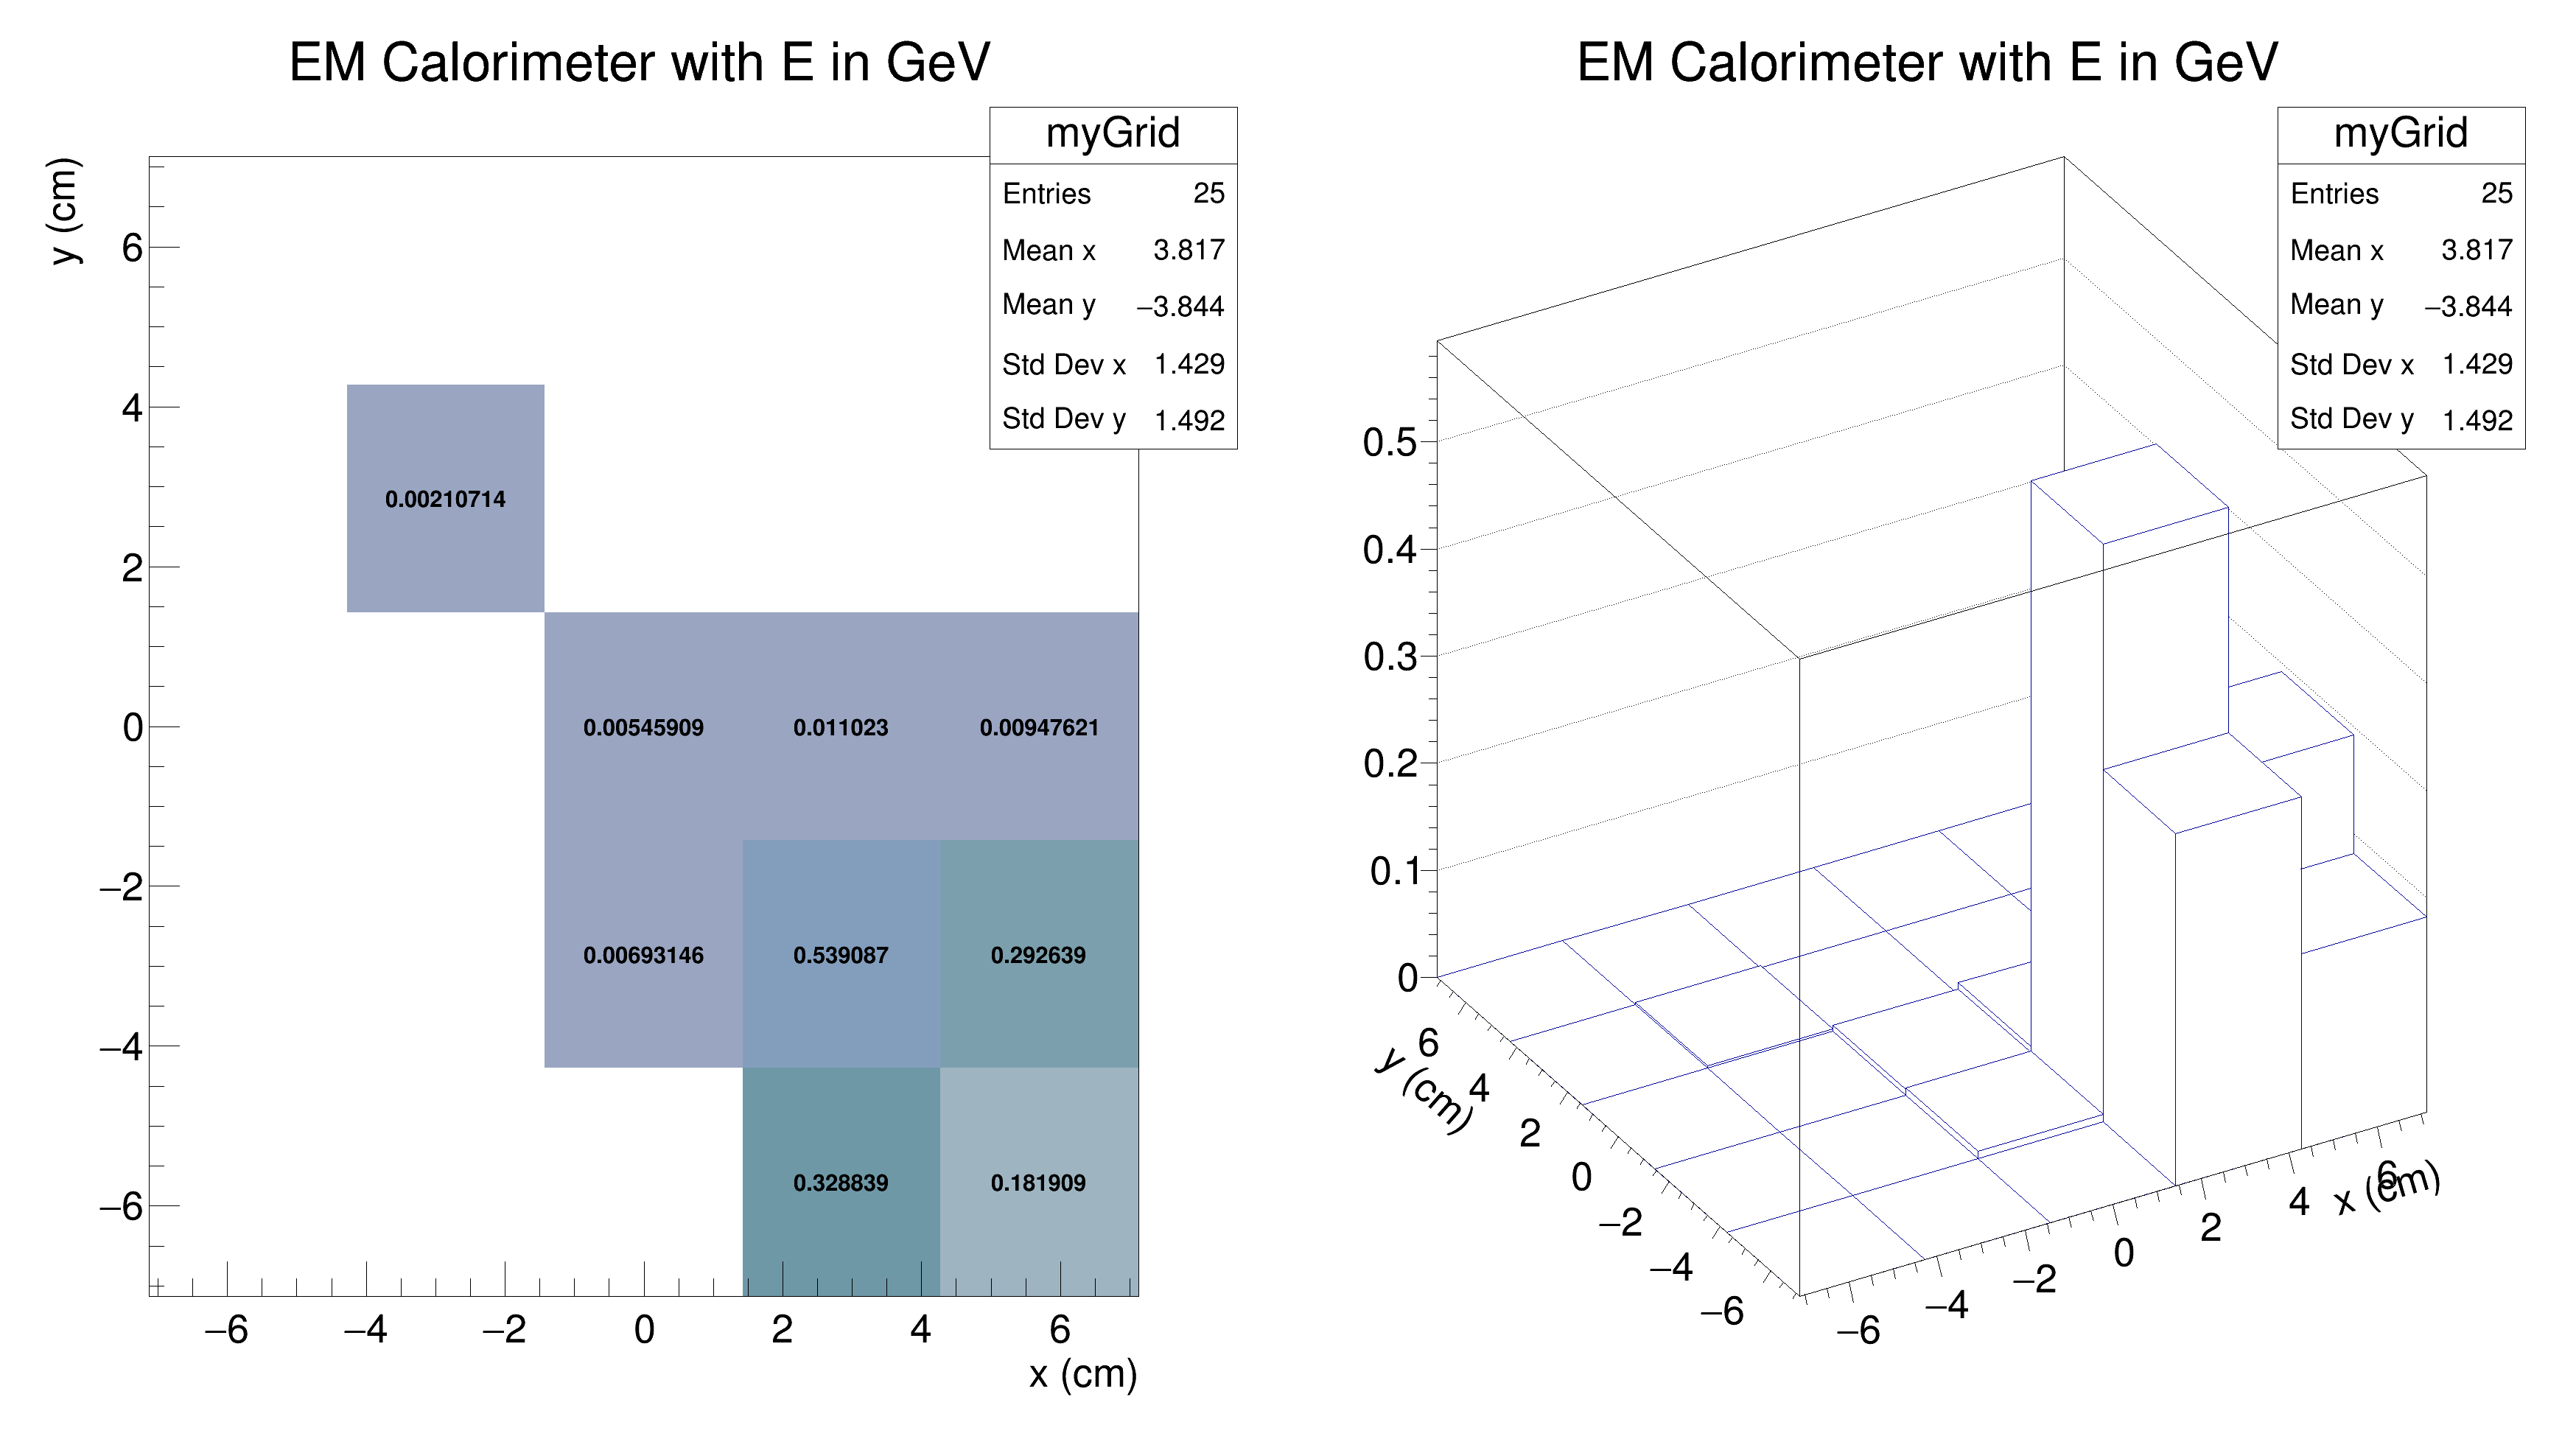 EM Calorimeter with E in GeV
myGrid
Entries 25
Mean x 3.817
Mean y −3.844
Std Dev x 1.429
Std Dev y 1.492
y (cm)
6
4
2
0
−2
−4
−6
0.00210714
0.00545909 0.011023 0.00947621
0.00693146 0.539087 0.292639
0.328839 0.181909
−6 −4 −2 0 2 4 6
x (cm)
EM Calorimeter with E in GeV
myGrid
Entries 25
Mean x 3.817
Mean y −3.844
Std Dev x 1.429
Std Dev y 1.492
0.5
0.4
0.3
0.2
0.1
0
6
4
2
0
−2
−4
−6
y (cm)
−6
−4
−2
0
2
4
6
x (cm)